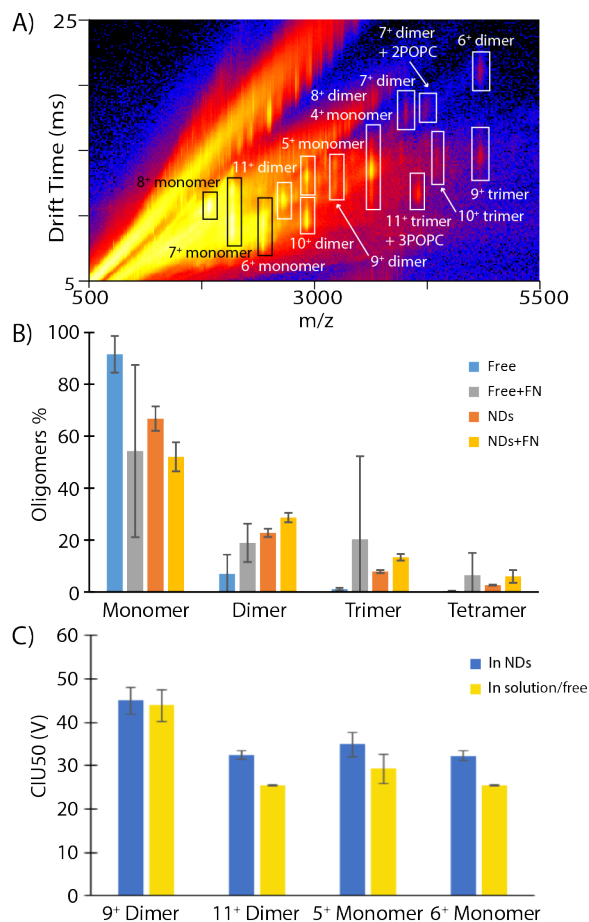 A)
25
Drift Time (ms)
5
7⁺ dimer
+ 2POPC
6⁺ dimer
7⁺ dimer
8⁺ dimer
4⁺ monomer
5⁺ monomer
11⁺ dimer
8⁺ monomer
7⁺ monomer
6⁺ monomer
10⁺ dimer
9⁺ dimer
11⁺ trimer
+ 3POPC
10⁺ trimer
9⁺ trimer
500
3000
5500
m/z
B)
100
80
60
40
20
0
Oligomers %
Free
Free+FN
NDs
NDs+FN
Monomer
Dimer
Trimer
Tetramer
C)
60
50
40
30
20
10
0
CIU50 (V)
In NDs
In solution/free
9⁺ Dimer
11⁺ Dimer
5⁺ Monomer
6⁺ Monomer